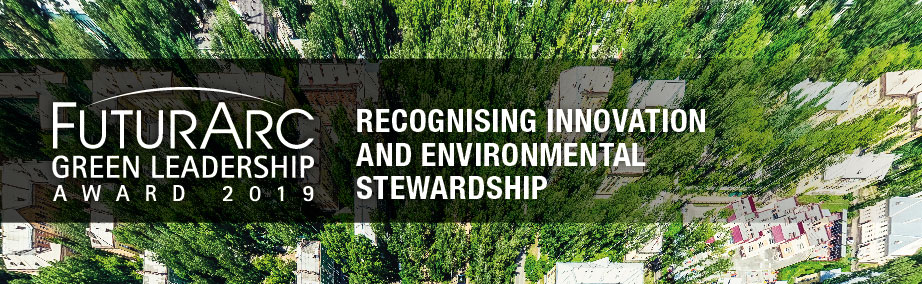 FUTURARC
GREEN LEADERSHIP
AWARD 2019
RECOGNISING INNOVATION
AND ENVIRONMENTAL
STEWARDSHIP